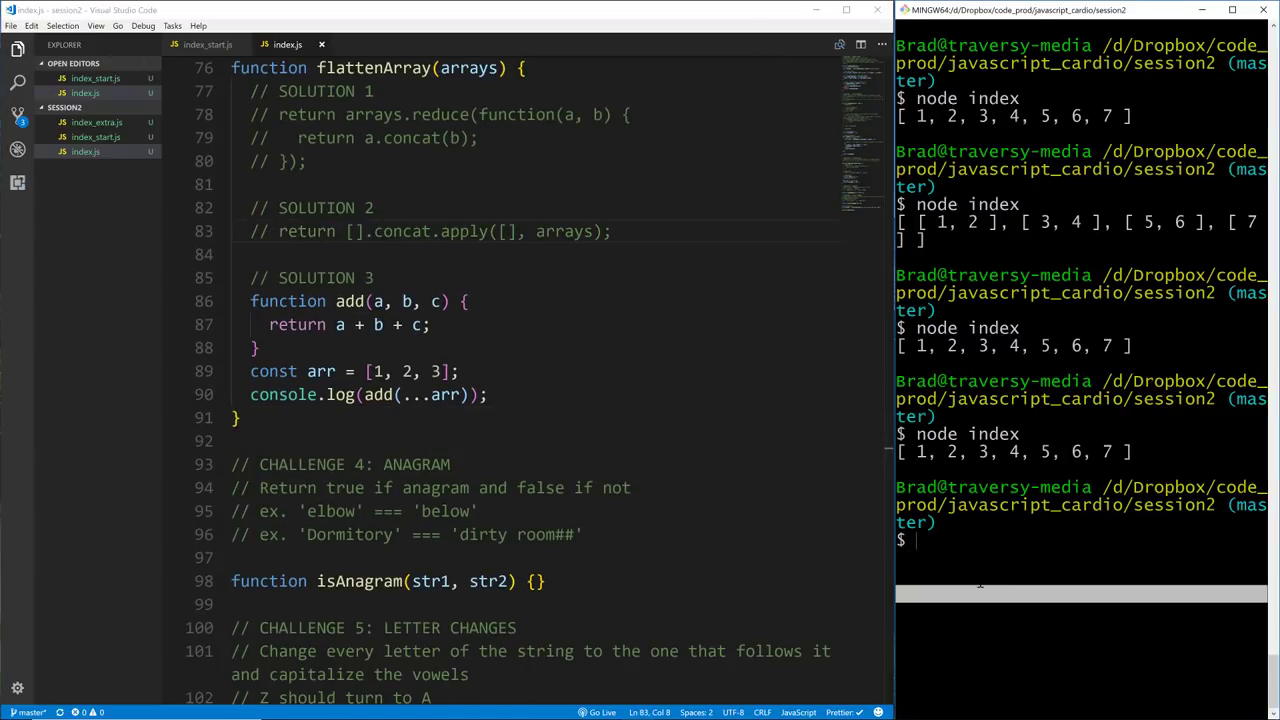 index.js - session2 - Visual Studio Code
File Edit Selection View Go Debug Tasks Help
EXPLORER
OPEN EDITORS
index_start.js U
index.js U
SESSION2
index_extra.js U
index_start.js U
index.js U
3
index_start.js index.js
76 function flattenArray(arrays) {
77 // SOLUTION 1
78 // return arrays.reduce(function(a, b) {
79 // return a.concat(b);
80 // });
81
82 // SOLUTION 2
83 // return [].concat.apply([], arrays);
84
85 // SOLUTION 3
86 function add(a, b, c) {
87 return a + b + c;
88 }
89 const arr = [1, 2, 3];
90 console.log(add(...arr));
91 }
92
93 // CHALLENGE 4: ANAGRAM
94 // Return true if anagram and false if not
95 // ex. 'elbow' === 'below'
96 // ex. 'Dormitory' === 'dirty room##'
97
98 function isAnagram(str1, str2) {}
99
100 // CHALLENGE 5: LETTER CHANGES
101 // Change every letter of the string to the one that follows it
and capitalize the vowels
102 // Z should turn to A
master* 0 0 Go Live Ln 83, Col 8 Spaces: 2 UTF-8 CRLF JavaScript Prettier: ✓
MINGW64:/d/Dropbox/code_prod/javascript_cardio/session2
Brad@traversy-media /d/Dropbox/code_
prod/javascript_cardio/session2 (mas
ter)
$ node index
[ 1, 2, 3, 4, 5, 6, 7 ]
Brad@traversy-media /d/Dropbox/code_
prod/javascript_cardio/session2 (mas
ter)
$ node index
[ [ 1, 2 ], [ 3, 4 ], [ 5, 6 ], [ 7
] ]
Brad@traversy-media /d/Dropbox/code_
prod/javascript_cardio/session2 (mas
ter)
$ node index
[ 1, 2, 3, 4, 5, 6, 7 ]
Brad@traversy-media /d/Dropbox/code_
prod/javascript_cardio/session2 (mas
ter)
$ node index
[ 1, 2, 3, 4, 5, 6, 7 ]
Brad@traversy-media /d/Dropbox/code_
prod/javascript_cardio/session2 (mas
ter)
$